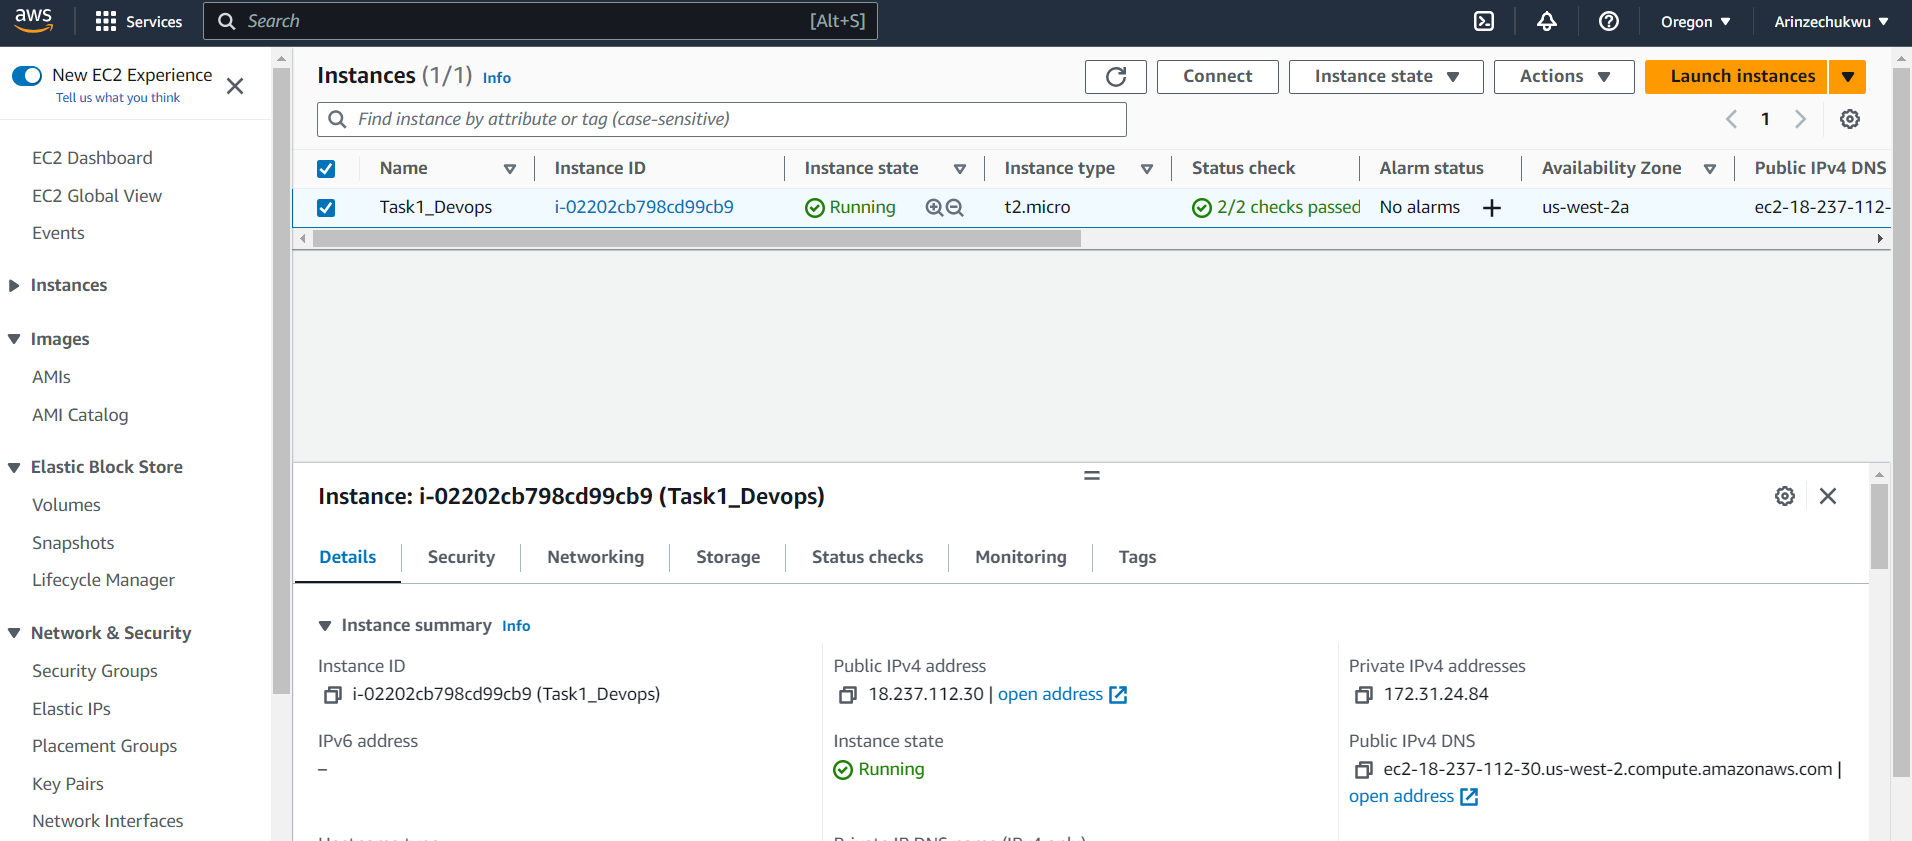 aws Services Search [Alt+S] Oregon Arinzechukwu
New EC2 Experience
Tell us what you think
EC2 Dashboard
EC2 Global View
Events
Instances
Images
AMIs
AMI Catalog
Elastic Block Store
Volumes
Snapshots
Lifecycle Manager
Network & Security
Security Groups
Elastic IPs
Placement Groups
Key Pairs
Network Interfaces
Instances (1/1) Info
Connect Instance state Actions Launch instances
Find instance by attribute or tag (case-sensitive)
1
Name Instance ID Instance state Instance type Status check Alarm status Availability Zone Public IPv4 DNS
Task1_Devops i-02202cb798cd99cb9 Running t2.micro 2/2 checks passed No alarms us-west-2a ec2-18-237-112-
Instance: i-02202cb798cd99cb9 (Task1_Devops)
Details Security Networking Storage Status checks Monitoring Tags
Instance summary Info
Instance ID Public IPv4 address Private IPv4 addresses
i-02202cb798cd99cb9 (Task1_Devops) 18.237.112.30 | open address 172.31.24.84
IPv6 address Instance state Public IPv4 DNS
– Running ec2-18-237-112-30.us-west-2.compute.amazonaws.com |
open address